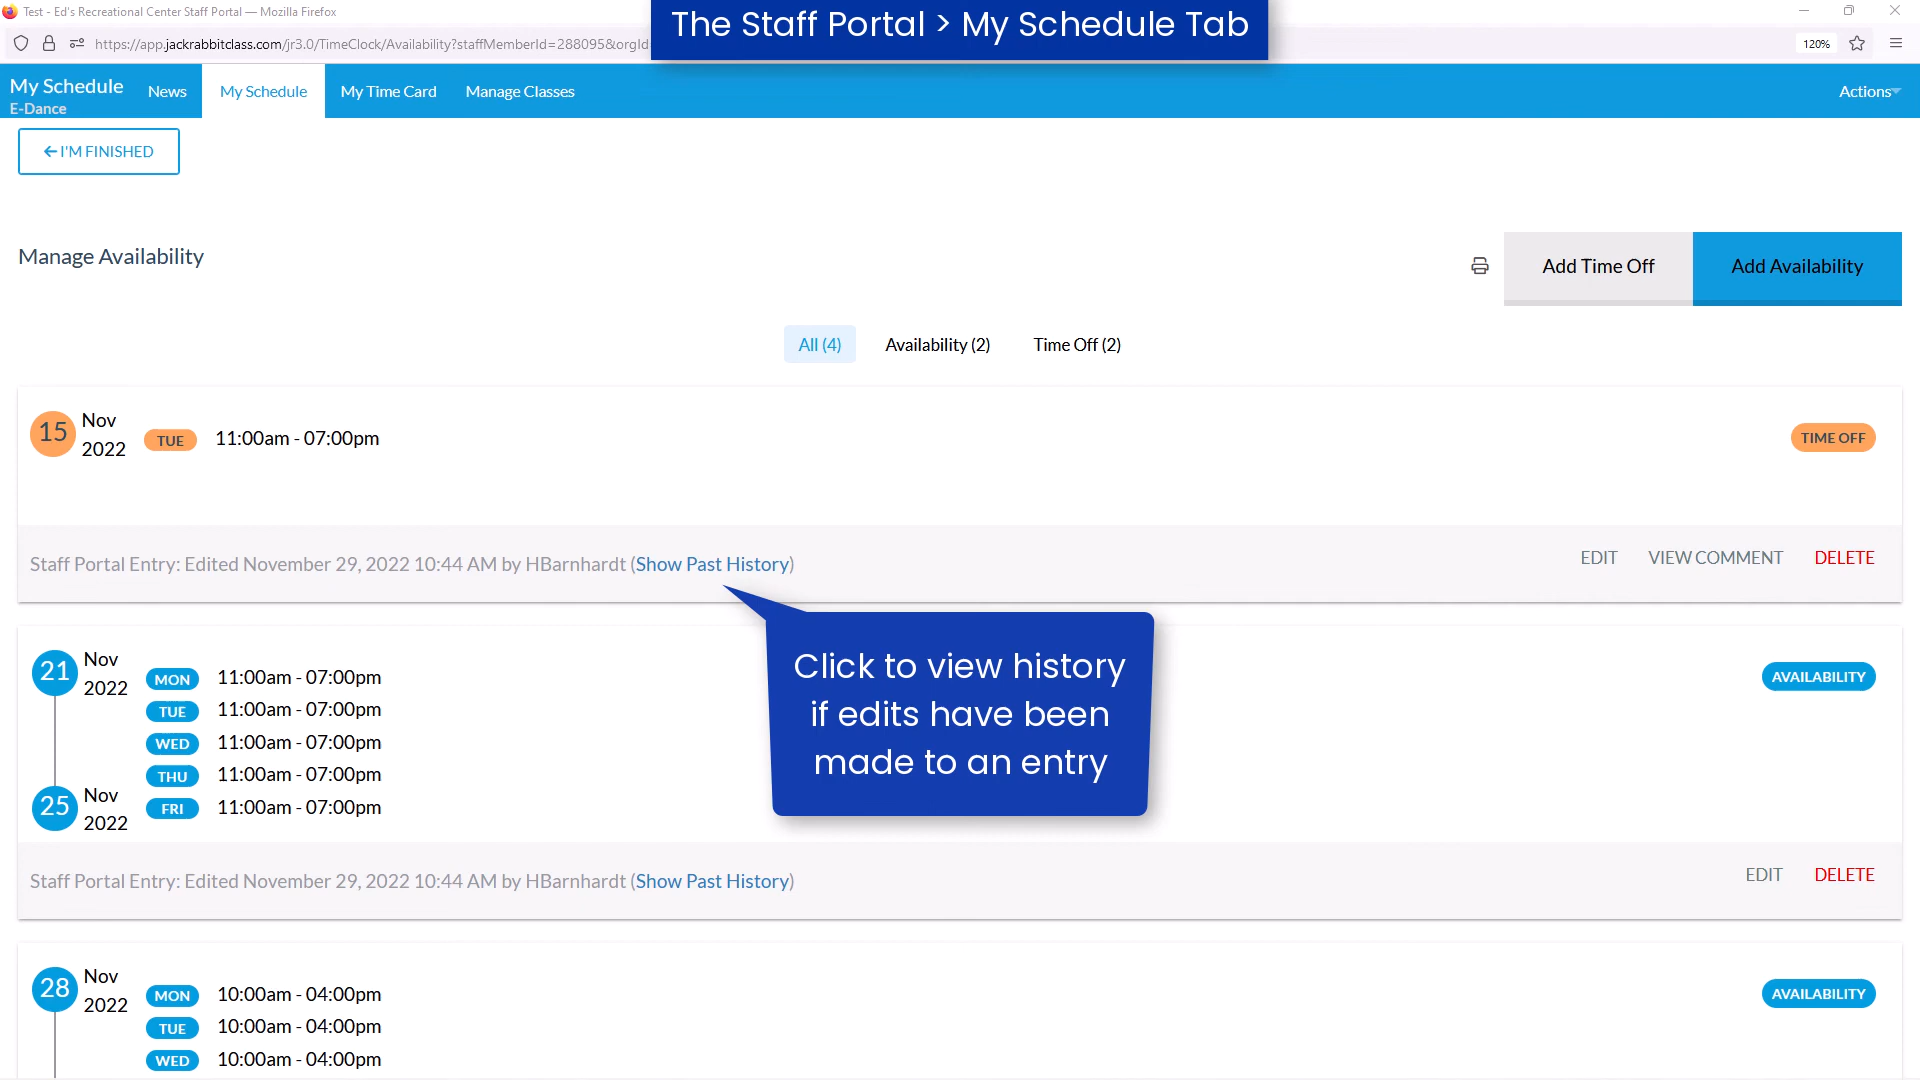 Test - Ed's Recreational Center Staff Portal — Mozilla Firefox
The Staff Portal > My Schedule Tab
https://app.jackrabbitclass.com/jr3.0/TimeClock/Availability?staffMemberId=288095&orgId=
120%
My Schedule
E-Dance
News
My Schedule
My Time Card
Manage Classes
Actions
I'M FINISHED
Manage Availability
Add Time Off
Add Availability
All (4)
Availability (2)
Time Off (2)
15 Nov 2022
TUE 11:00am - 07:00pm
TIME OFF
Staff Portal Entry: Edited November 29, 2022 10:44 AM by HBarnhardt (Show Past History)
EDIT VIEW COMMENT DELETE
Click to view history
if edits have been
made to an entry
21 Nov 2022
MON 11:00am - 07:00pm
TUE 11:00am - 07:00pm
WED 11:00am - 07:00pm
THU 11:00am - 07:00pm
25 Nov 2022
FRI 11:00am - 07:00pm
AVAILABILITY
Staff Portal Entry: Edited November 29, 2022 10:44 AM by HBarnhardt (Show Past History)
EDIT DELETE
28 Nov 2022
MON 10:00am - 04:00pm
TUE 10:00am - 04:00pm
WED 10:00am - 04:00pm
AVAILABILITY